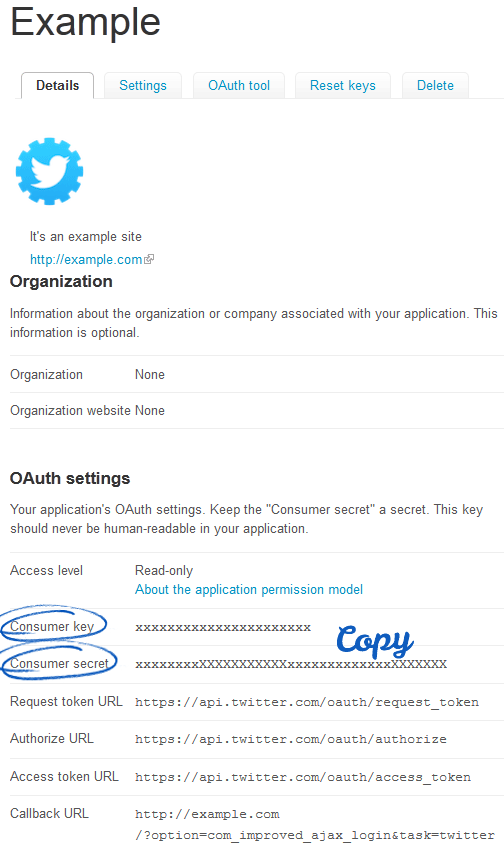 Example
Details Settings OAuth tool Reset keys Delete
It's an example site
http://example.com
Organization
Information about the organization or company associated with your application. This
information is optional.
Organization None
Organization website None
OAuth settings
Your application's OAuth settings. Keep the "Consumer secret" a secret. This key
should never be human-readable in your application.
Access level Read-only
About the application permission model
Consumer key xxxxxxxxxxxxxxxxxxxxxx
Copy
Consumer secret xxxxxxxxXXXXXXXXXXXxxxxxxxxxxxxxXXXXXXX
Request token URL https://api.twitter.com/oauth/request_token
Authorize URL https://api.twitter.com/oauth/authorize
Access token URL https://api.twitter.com/oauth/access_token
Callback URL http://example.com
/?option=com_improved_ajax_login&task=twitter